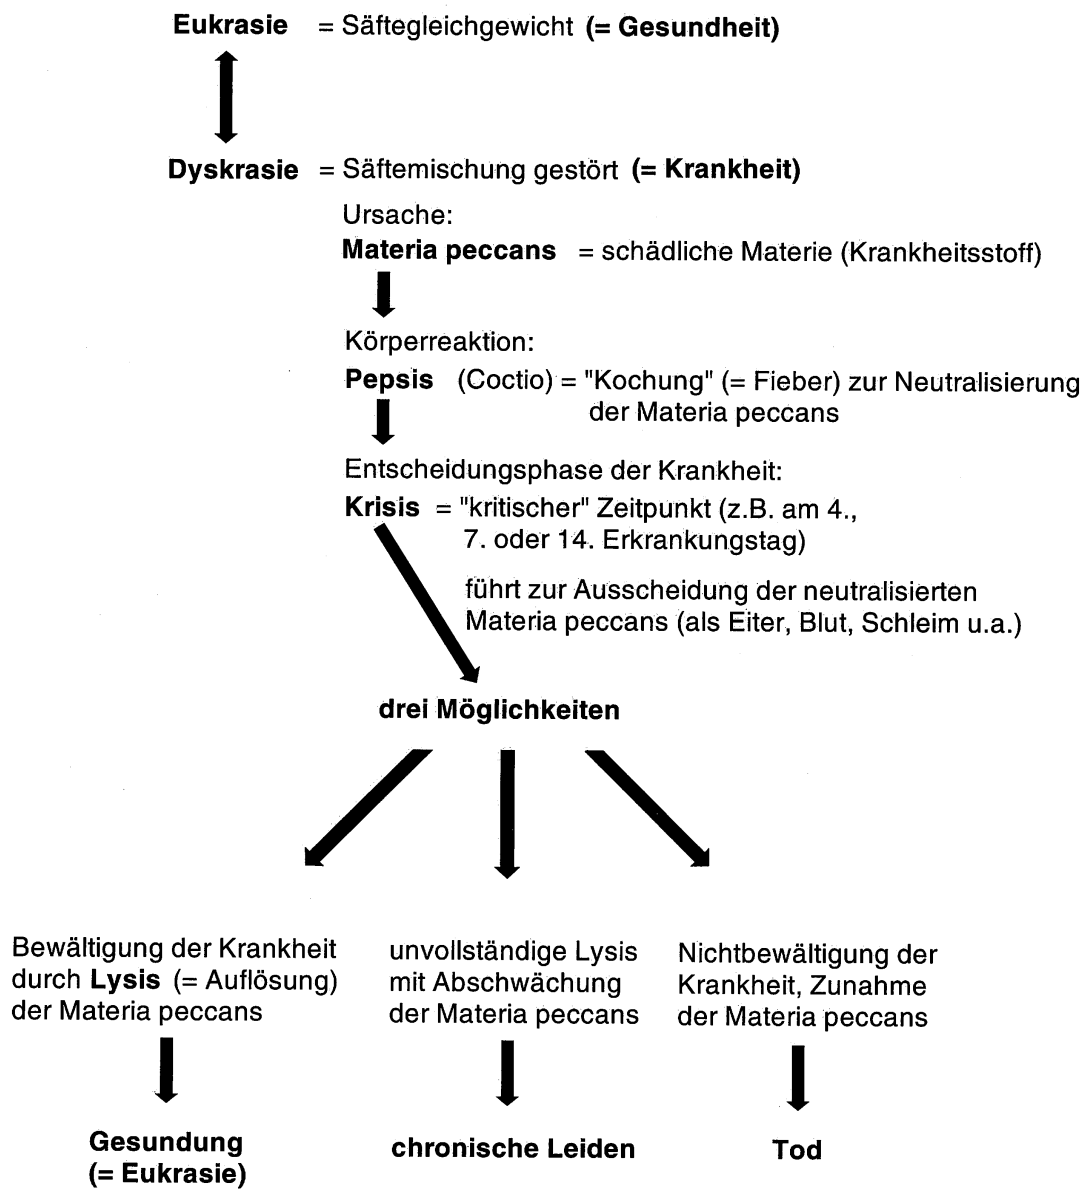 Eukrasie = Säftegleichgewicht (= Gesundheit)
Dyskrasie = Säftemischung gestört (= Krankheit)
Ursache:
Materia peccans = schädliche Materie (Krankheitsstoff)
Körperreaktion:
Pepsis (Coctio) = "Kochung" (= Fieber) zur Neutralisierung
der Materia peccans
Entscheidungsphase der Krankheit:
Krisis = "kritischer" Zeitpunkt (z.B. am 4.,
7. oder 14. Erkrankungstag)
führt zur Ausscheidung der neutralisierten
Materia peccans (als Eiter, Blut, Schleim u.a.)
drei Möglichkeiten
Bewältigung der Krankheit
durch Lysis (= Auflösung)
der Materia peccans
unvollständige Lysis
mit Abschwächung
der Materia peccans
Nichtbewältigung der
Krankheit, Zunahme
der Materia peccans
Gesundung
(= Eukrasie)
chronische Leiden
Tod